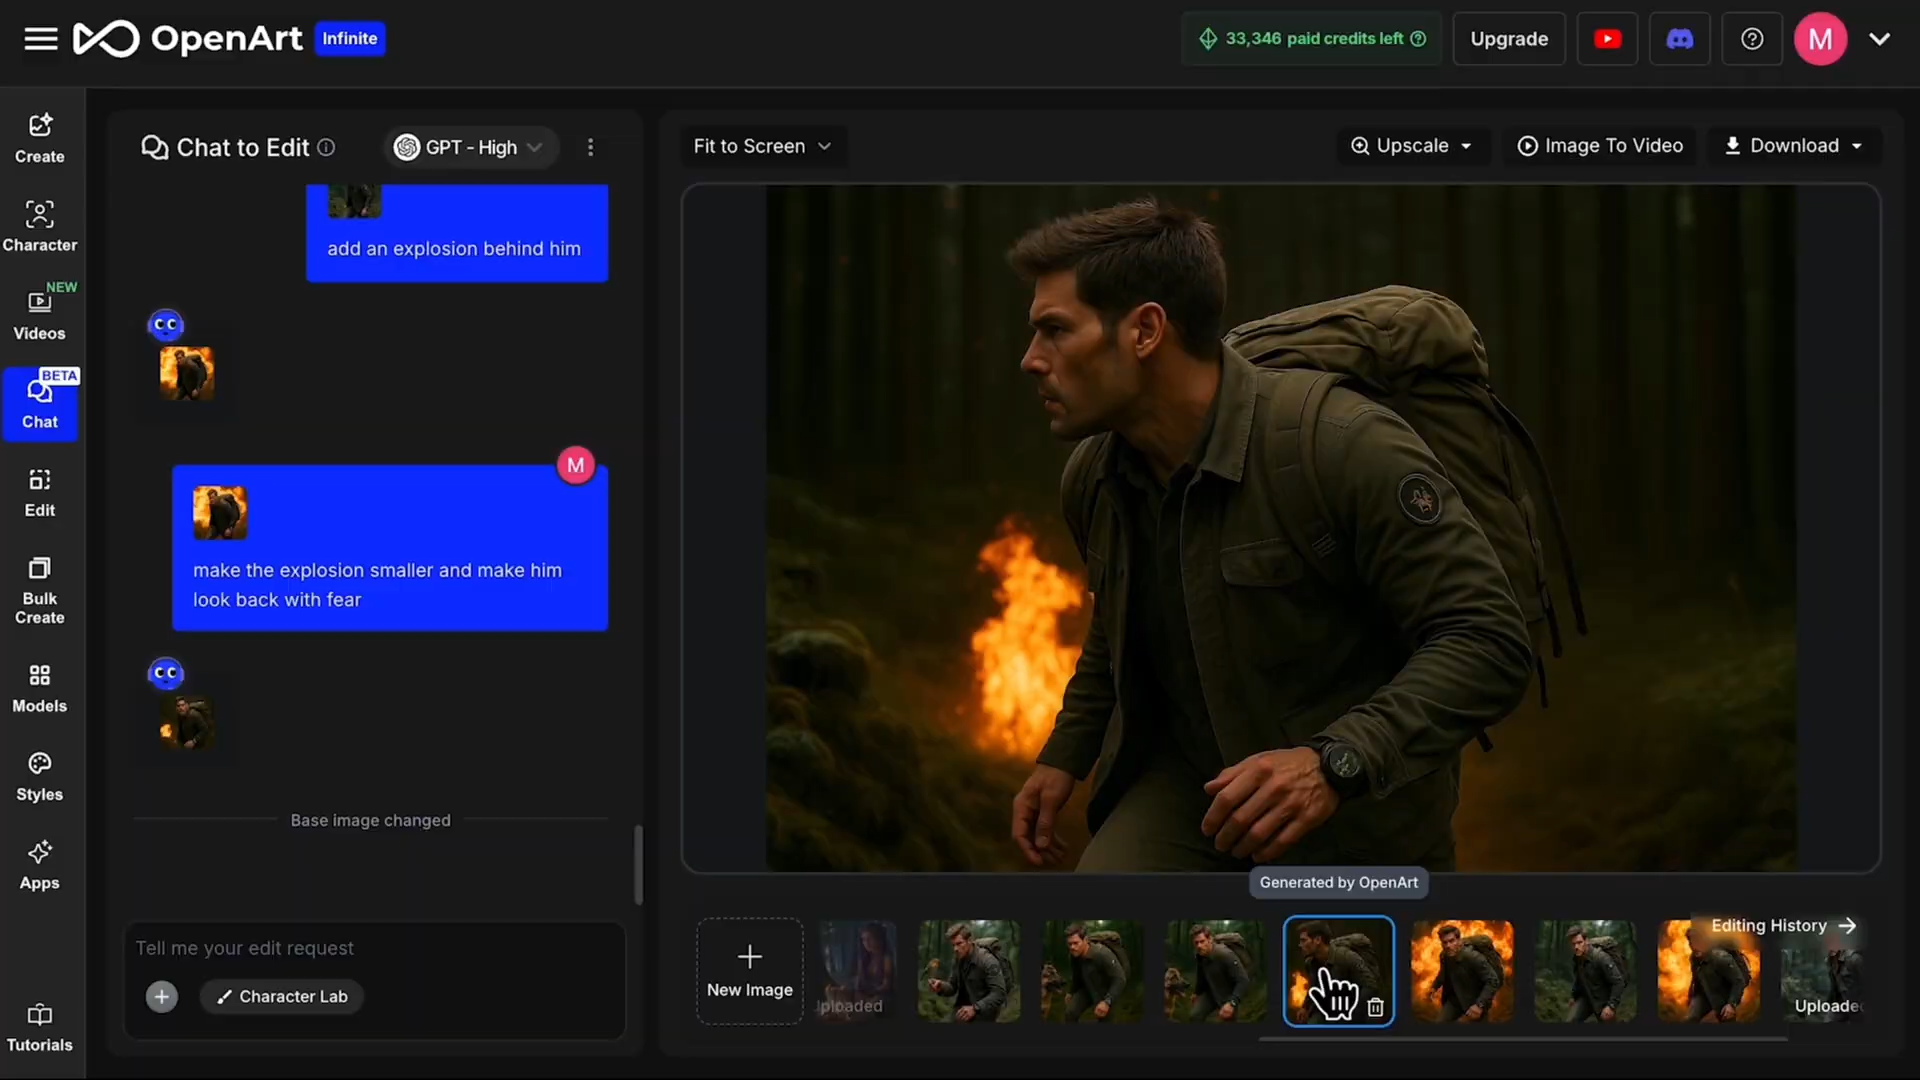 OpenArt
Infinite
33,346 paid credits left
Upgrade
M
Create
Character
NEW
Videos
BETA
Chat
Edit
Bulk
Create
Models
Styles
Apps
Tutorials
Chat to Edit
GPT - High
add an explosion behind him
M
make the explosion smaller and make him
look back with fear
Base image changed
Tell me your edit request
Character Lab
Fit to Screen
Upscale
Image To Video
Download
Generated by OpenArt
New Image
Uploaded
Editing History
Uploaded